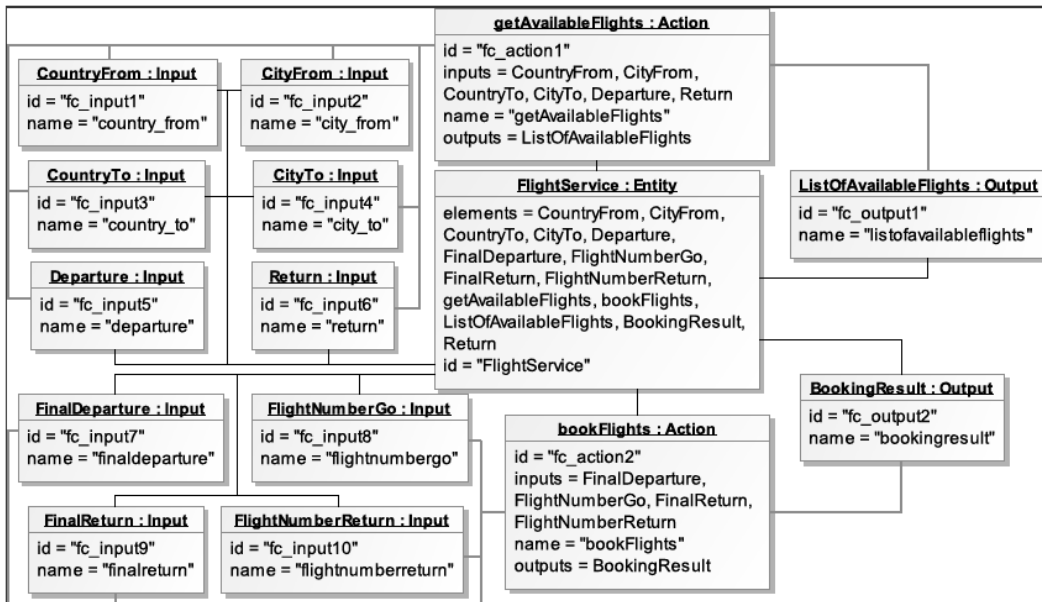 getAvailableFlights : Action
id = "fc_action1"
inputs = CountryFrom, CityFrom,
CountryTo, CityTo, Departure, Return
name = "getAvailableFlights"
outputs = ListOfAvailableFlights
CountryFrom : Input
id = "fc_input1"
name = "country_from"
CityFrom : Input
id = "fc_input2"
name = "city_from"
CountryTo : Input
id = "fc_input3"
name = "country_to"
CityTo : Input
id = "fc_input4"
name = "city_to"
FlightService : Entity
elements = CountryFrom, CityFrom,
CountryTo, CityTo, Departure,
FinalDeparture, FlightNumberGo,
FinalReturn, FlightNumberReturn,
getAvailableFlights, bookFlights,
ListOfAvailableFlights, BookingResult,
Return
id = "FlightService"
ListOfAvailableFlights : Output
id = "fc_output1"
name = "listofavailableflights"
Departure : Input
id = "fc_input5"
name = "departure"
Return : Input
id = "fc_input6"
name = "return"
BookingResult : Output
id = "fc_output2"
name = "bookingresult"
FinalDeparture : Input
id = "fc_input7"
name = "finaldeparture"
FlightNumberGo : Input
id = "fc_input8"
name = "flightnumbergo"
bookFlights : Action
id = "fc_action2"
inputs = FinalDeparture,
FlightNumberGo, FinalReturn,
FlightNumberReturn
name = "bookFlights"
outputs = BookingResult
FinalReturn : Input
id = "fc_input9"
name = "finalreturn"
FlightNumberReturn : Input
id = "fc_input10"
name = "flightnumberreturn"